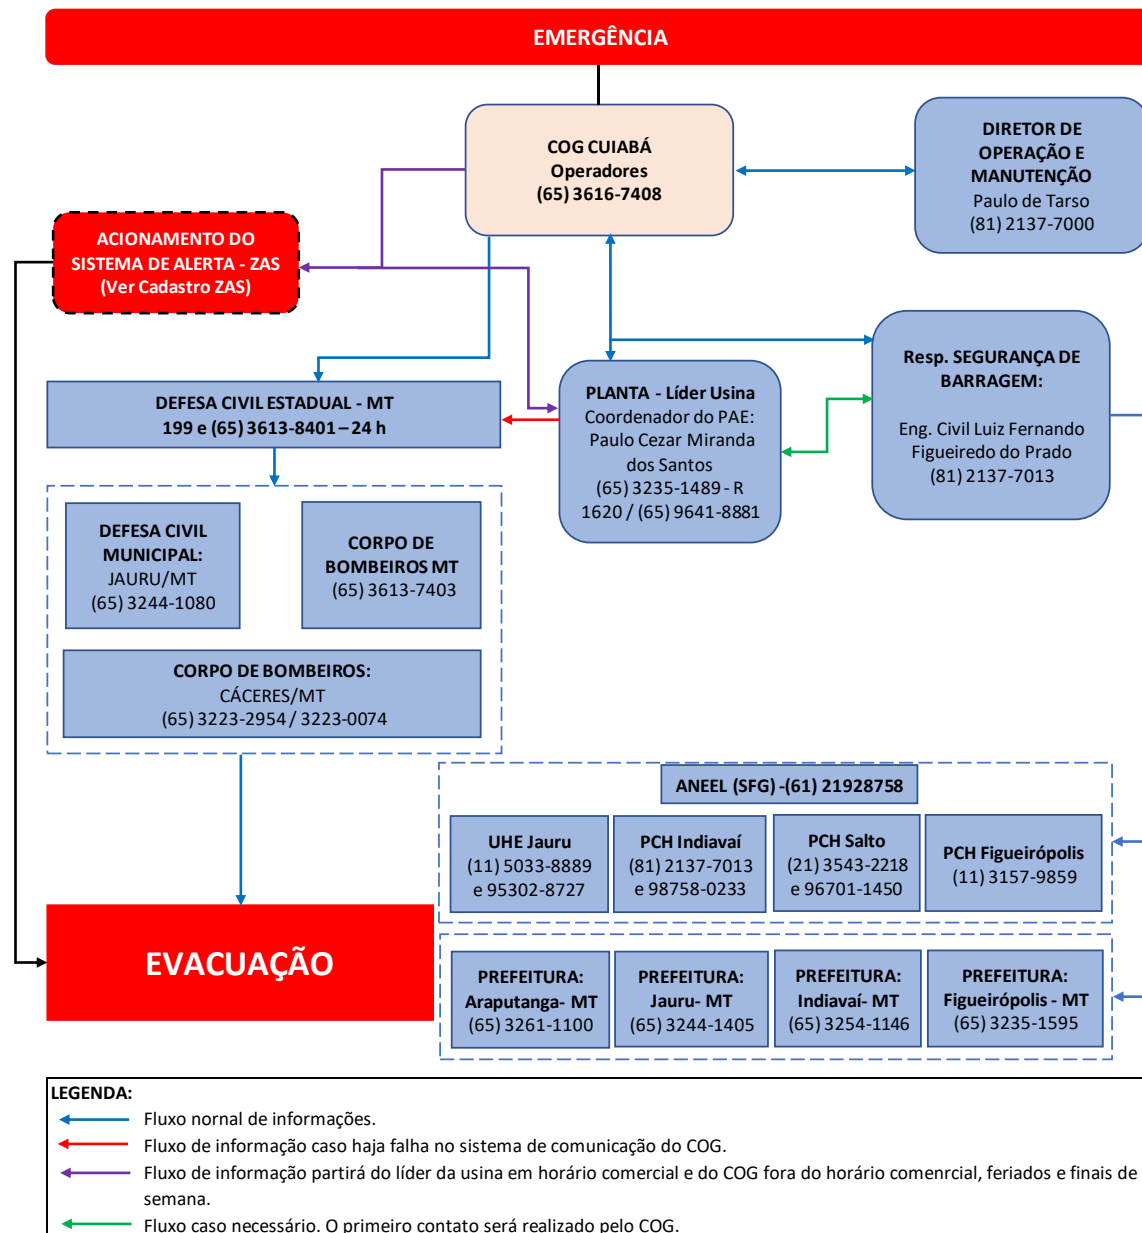 EMERGÊNCIA
COG CUIABÁ
Operadores
(65) 3616-7408
DIRETOR DE
OPERAÇÃO E
MANUTENÇÃO
Paulo de Tarso
(81) 2137-7000
ACIONAMENTO DO
SISTEMA DE ALERTA - ZAS
(Ver Cadastro ZAS)
DEFESA CIVIL ESTADUAL - MT
199 e (65) 3613-8401 – 24 h
PLANTA - Líder Usina
Coordenador do PAE:
Paulo Cezar Miranda
dos Santos
(65) 3235-1489 - R
1620 / (65) 9641-8881
Resp. SEGURANÇA DE
BARRAGEM:
Eng. Civil Luiz Fernando
Figueiredo do Prado
(81) 2137-7013
DEFESA CIVIL
MUNICIPAL:
JAURU/MT
(65) 3244-1080
CORPO DE
BOMBEIROS MT
(65) 3613-7403
CORPO DE BOMBEIROS:
CÁCERES/MT
(65) 3223-2954 / 3223-0074
ANEEL (SFG) -(61) 21928758
UHE Jauru
(11) 5033-8889
e 95302-8727
PCH Indiavaí
(81) 2137-7013
e 98758-0233
PCH Salto
(21) 3543-2218
e 96701-1450
PCH Figueirópolis
(11) 3157-9859
EVACUAÇÃO
PREFEITURA:
Araputanga- MT
(65) 3261-1100
PREFEITURA:
Jauru- MT
(65) 3244-1405
PREFEITURA:
Indiavaí- MT
(65) 3254-1146
PREFEITURA:
Figueirópolis - MT
(65) 3235-1595
LEGENDA:
Fluxo nornal de informações.
Fluxo de informação caso haja falha no sistema de comunicação do COG.
Fluxo de informação partirá do líder da usina em horário comercial e do COG fora do horário comenrcial, feriados e finais de
semana.
Fluxo caso necessário. O primeiro contato será realizado pelo COG.